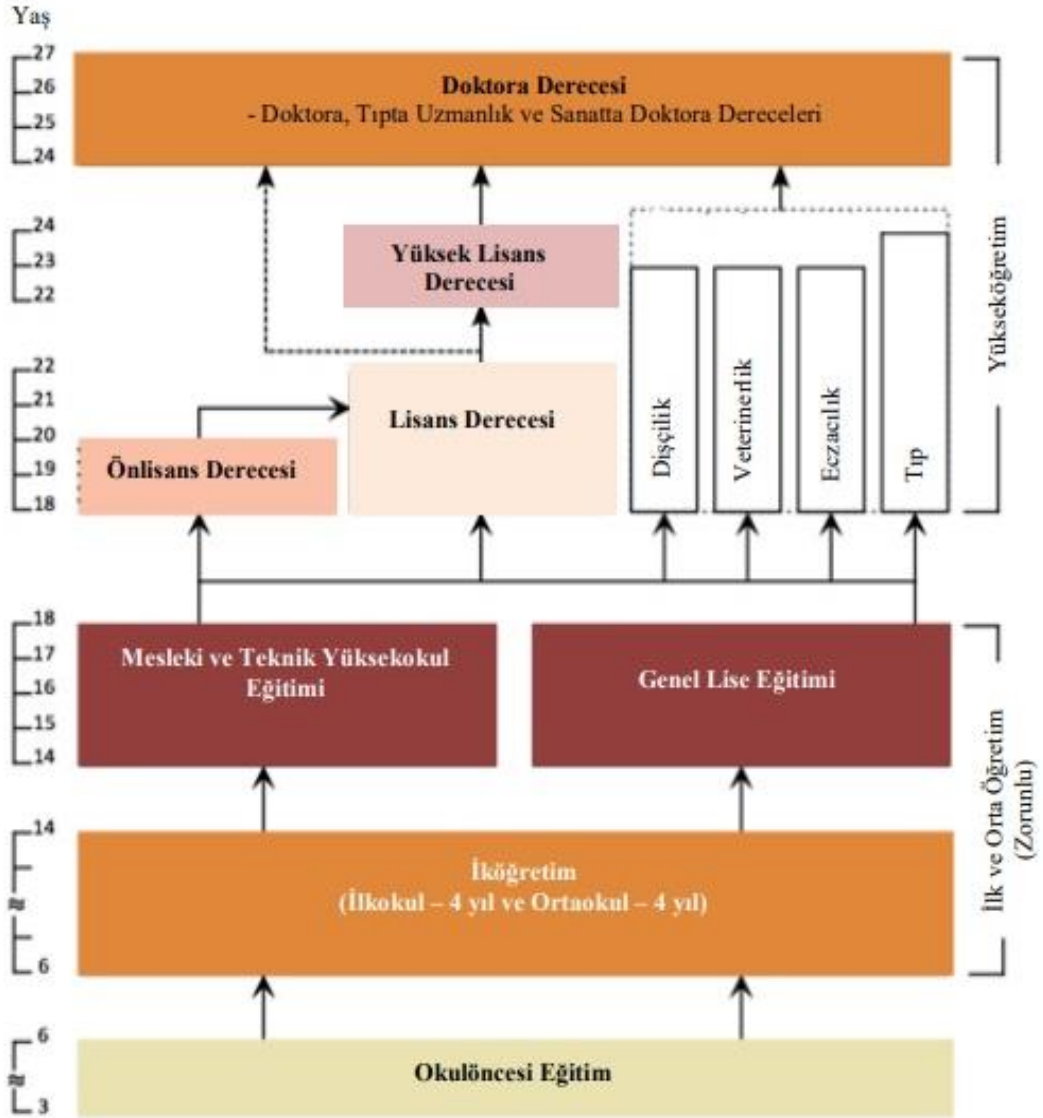 Yaş
27
26
25
24
Doktora Derecesi
- Doktora, Tıpta Uzmanlık ve Sanatta Doktora Dereceleri
24
23
22
Yüksek Lisans
Derecesi
22
21
20
19
18
Önlisans Derecesi
Lisans Derecesi
Dişçilik
Veterinerlik
Eczacılık
Tıp
Yükseköğretim
18
17
16
15
14
Mesleki ve Teknik Yüksekokul
Eğitimi
Genel Lise Eğitimi
14
6
İköğretim
(İlkokul – 4 yıl ve Ortaokul – 4 yıl)
İlk ve Orta Öğretim
(Zorunlu)
6
3
Okulöncesi Eğitim